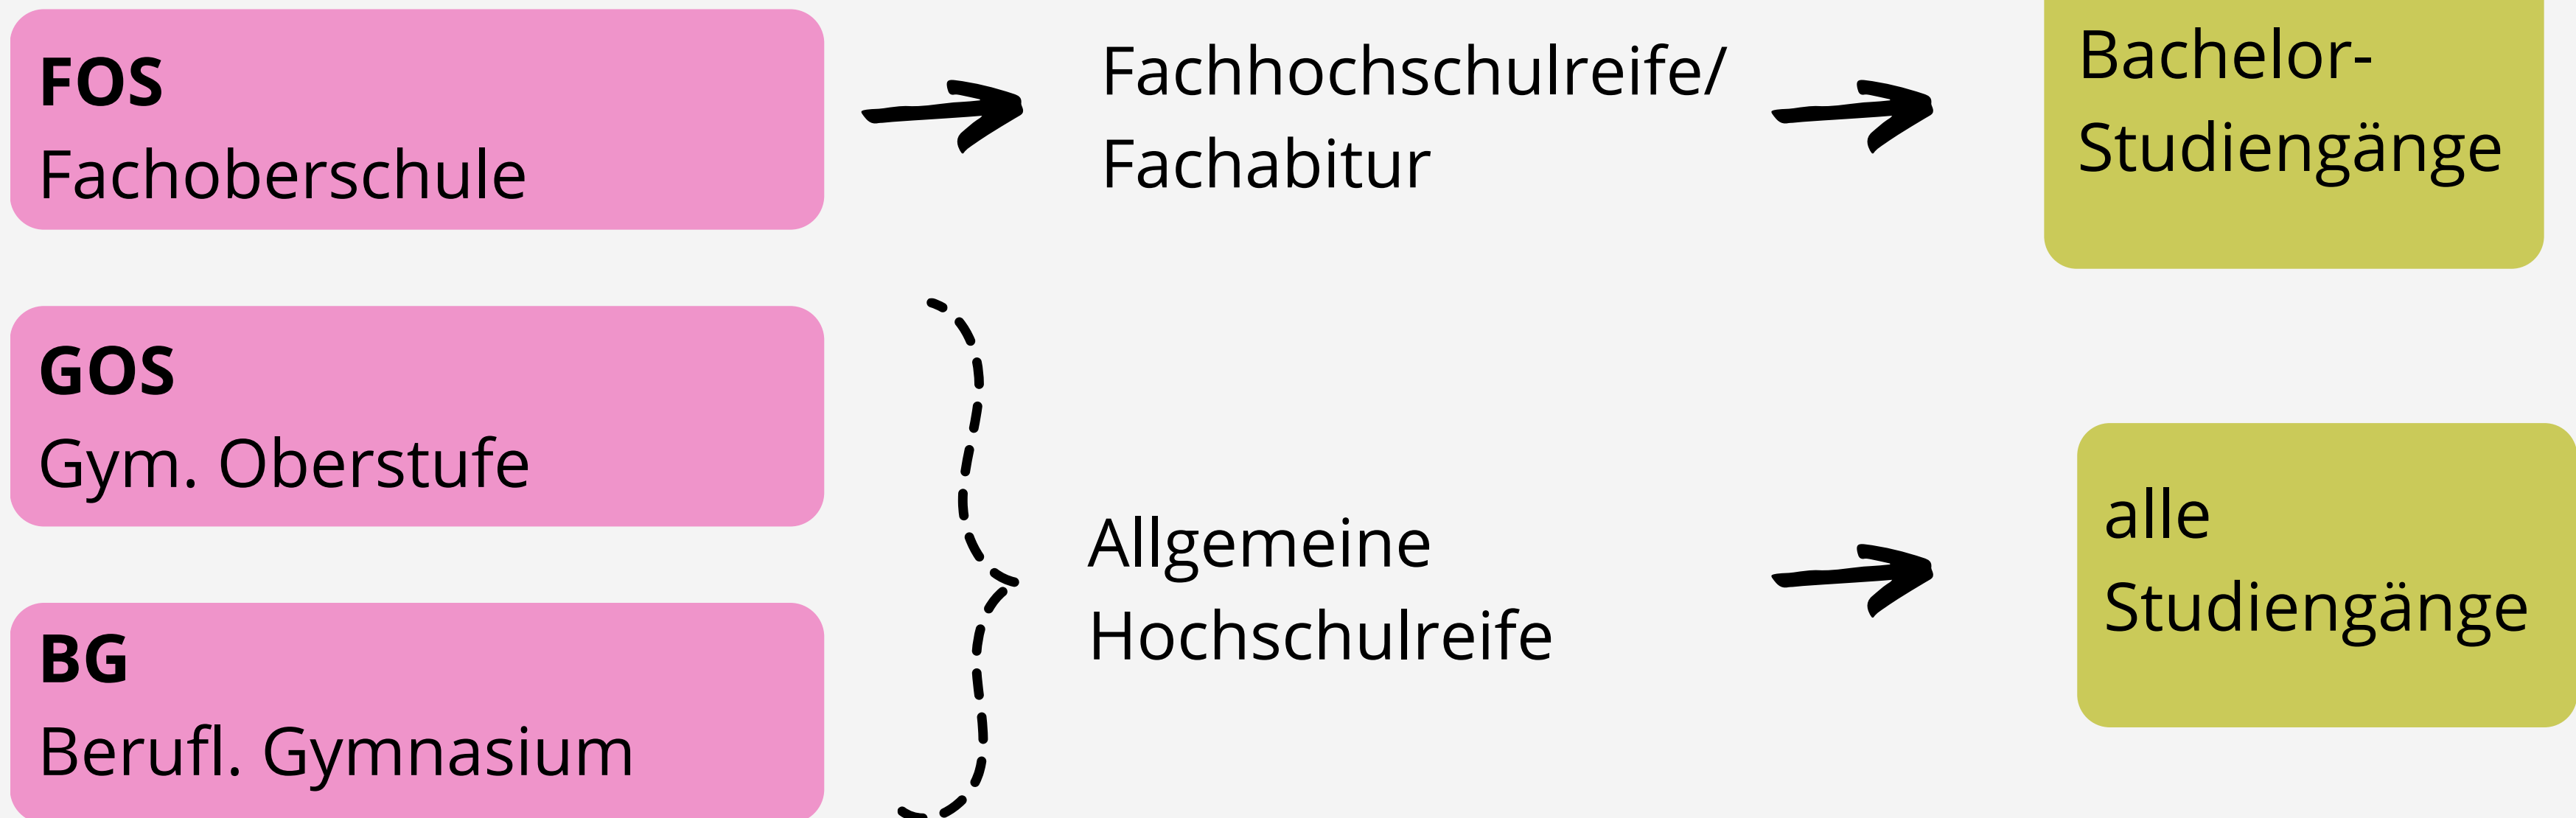 FOS
Fachoberschule
Fachhochschulreife/
Fachabitur
Bachelor-
Studiengänge
GOS
Gym. Oberstufe
BG
Berufl. Gymnasium
Allgemeine
Hochschulreife
alle
Studiengänge